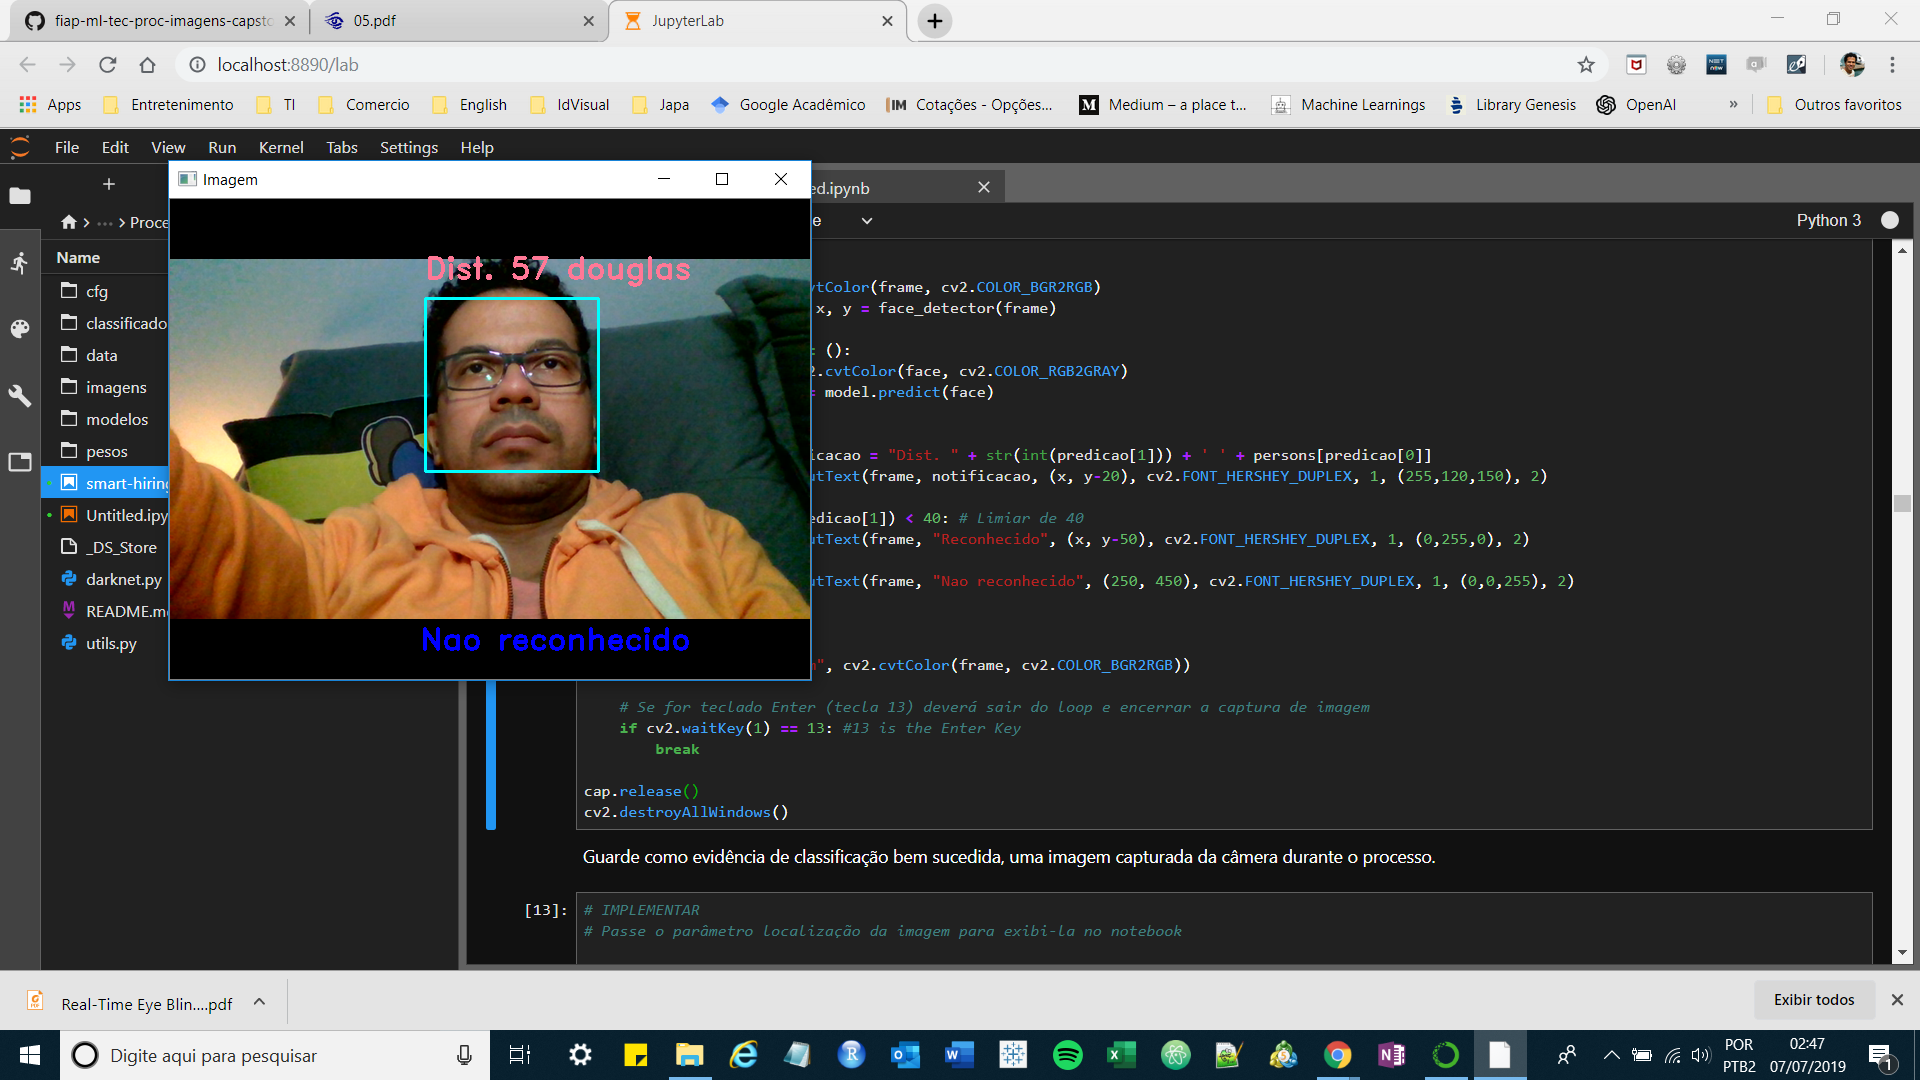 fiap-ml-tec-proc-imagens-capsto
05.pdf
JupyterLab
localhost:8890/lab
Apps
Entretenimento
TI
Comercio
English
IdVisual
Japa
Google Acadêmico
Cotações - Opções...
Medium – a place t...
Machine Learnings
Library Genesis
OpenAI
»
Outros favoritos
File Edit View Run Kernel Tabs Settings Help
Imagem
ed.ipynb
Proce
e
Python 3
Name
cfg
classificado
data
imagens
modelos
pesos
smart-hiring
Untitled.ipy
_DS_Store
darknet.py
README.m
utils.py
Dist. 57 douglas
Nao reconhecido
vtColor(frame, cv2.COLOR_BGR2RGB)
x, y = face_detector(frame)
():
.cvtColor(face, cv2.COLOR_RGB2GRAY)
= model.predict(face)
icacao = "Dist. " + str(int(predicao[1])) + ' ' + persons[predicao[0]]
utText(frame, notificacao, (x, y-20), cv2.FONT_HERSHEY_DUPLEX, 1, (255,120,150), 2)
edicao[1]) < 40: # Limiar de 40
utText(frame, "Reconhecido", (x, y-50), cv2.FONT_HERSHEY_DUPLEX, 1, (0,255,0), 2)
utText(frame, "Nao reconhecido", (250, 450), cv2.FONT_HERSHEY_DUPLEX, 1, (0,0,255), 2)
", cv2.cvtColor(frame, cv2.COLOR_BGR2RGB))
# Se for teclado Enter (tecla 13) deverá sair do loop e encerrar a captura de imagem
if cv2.waitKey(1) == 13: #13 is the Enter Key
break
cap.release()
cv2.destroyAllWindows()
Guarde como evidência de classificação bem sucedida, uma imagem capturada da câmera durante o processo.
[13]:
# IMPLEMENTAR
# Passe o parâmetro localização da imagem para exibi-la no notebook
Real-Time Eye Blin....pdf
Exibir todos
Digite aqui para pesquisar
POR
PTB2
02:47
07/07/2019
1